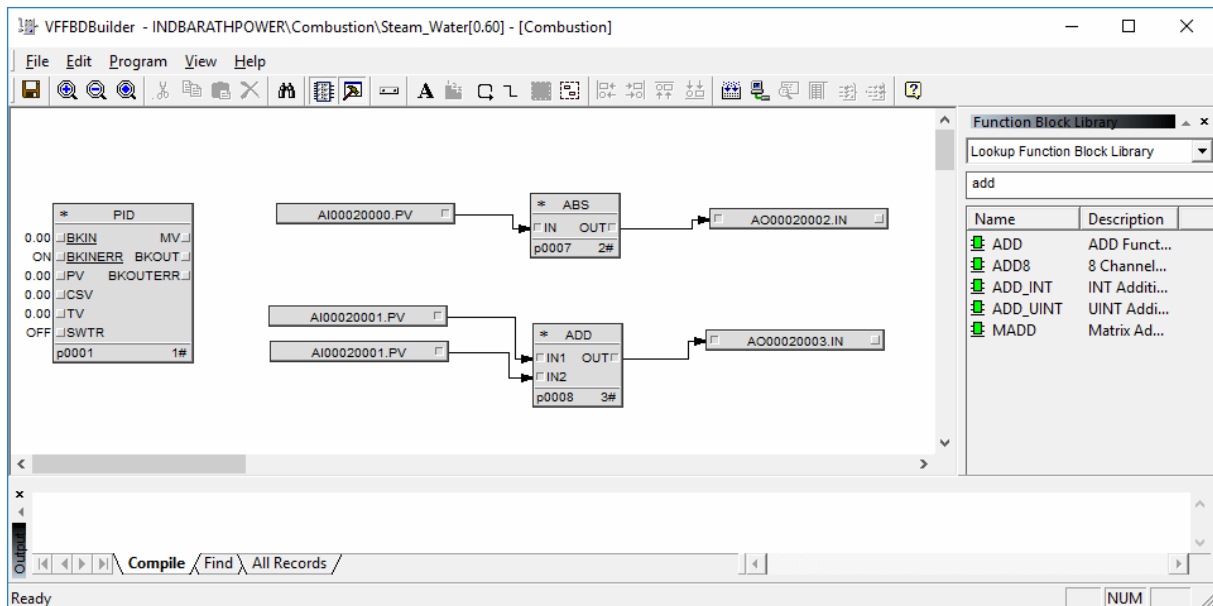 VFFBDBuilder - INDBARATHPOWER\Combustion\Steam_Water[0.60] - [Combustion]
File Edit Program View Help
A
Function Block Library
Lookup Function Block Library
add
Name Description
ADD ADD Funct...
ADD8 8 Channel...
ADD_INT INT Additi...
ADD_UINT UINT Addi...
MADD Matrix Ad...
* PID
0.00 BKIN MV
ON BKINERR BKOUT
0.00 PV BKOUTERR
0.00 CSV
0.00 TV
OFF SWTR
p0001 1#
AI00020000.PV
* ABS
IN OUT
p0007 2#
AO00020002.IN
AI00020001.PV
AI00020001.PV
* ADD
IN1 OUT
IN2
p0008 3#
AO00020003.IN
Output
Compile Find All Records
Ready
NUM